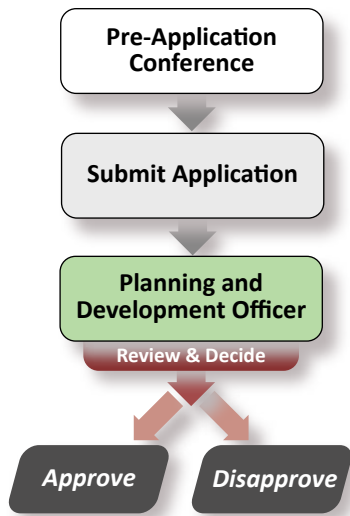 Pre-Application
Conference
Submit Application
Planning and
Development Officer
Review & Decide
Approve
Disapprove